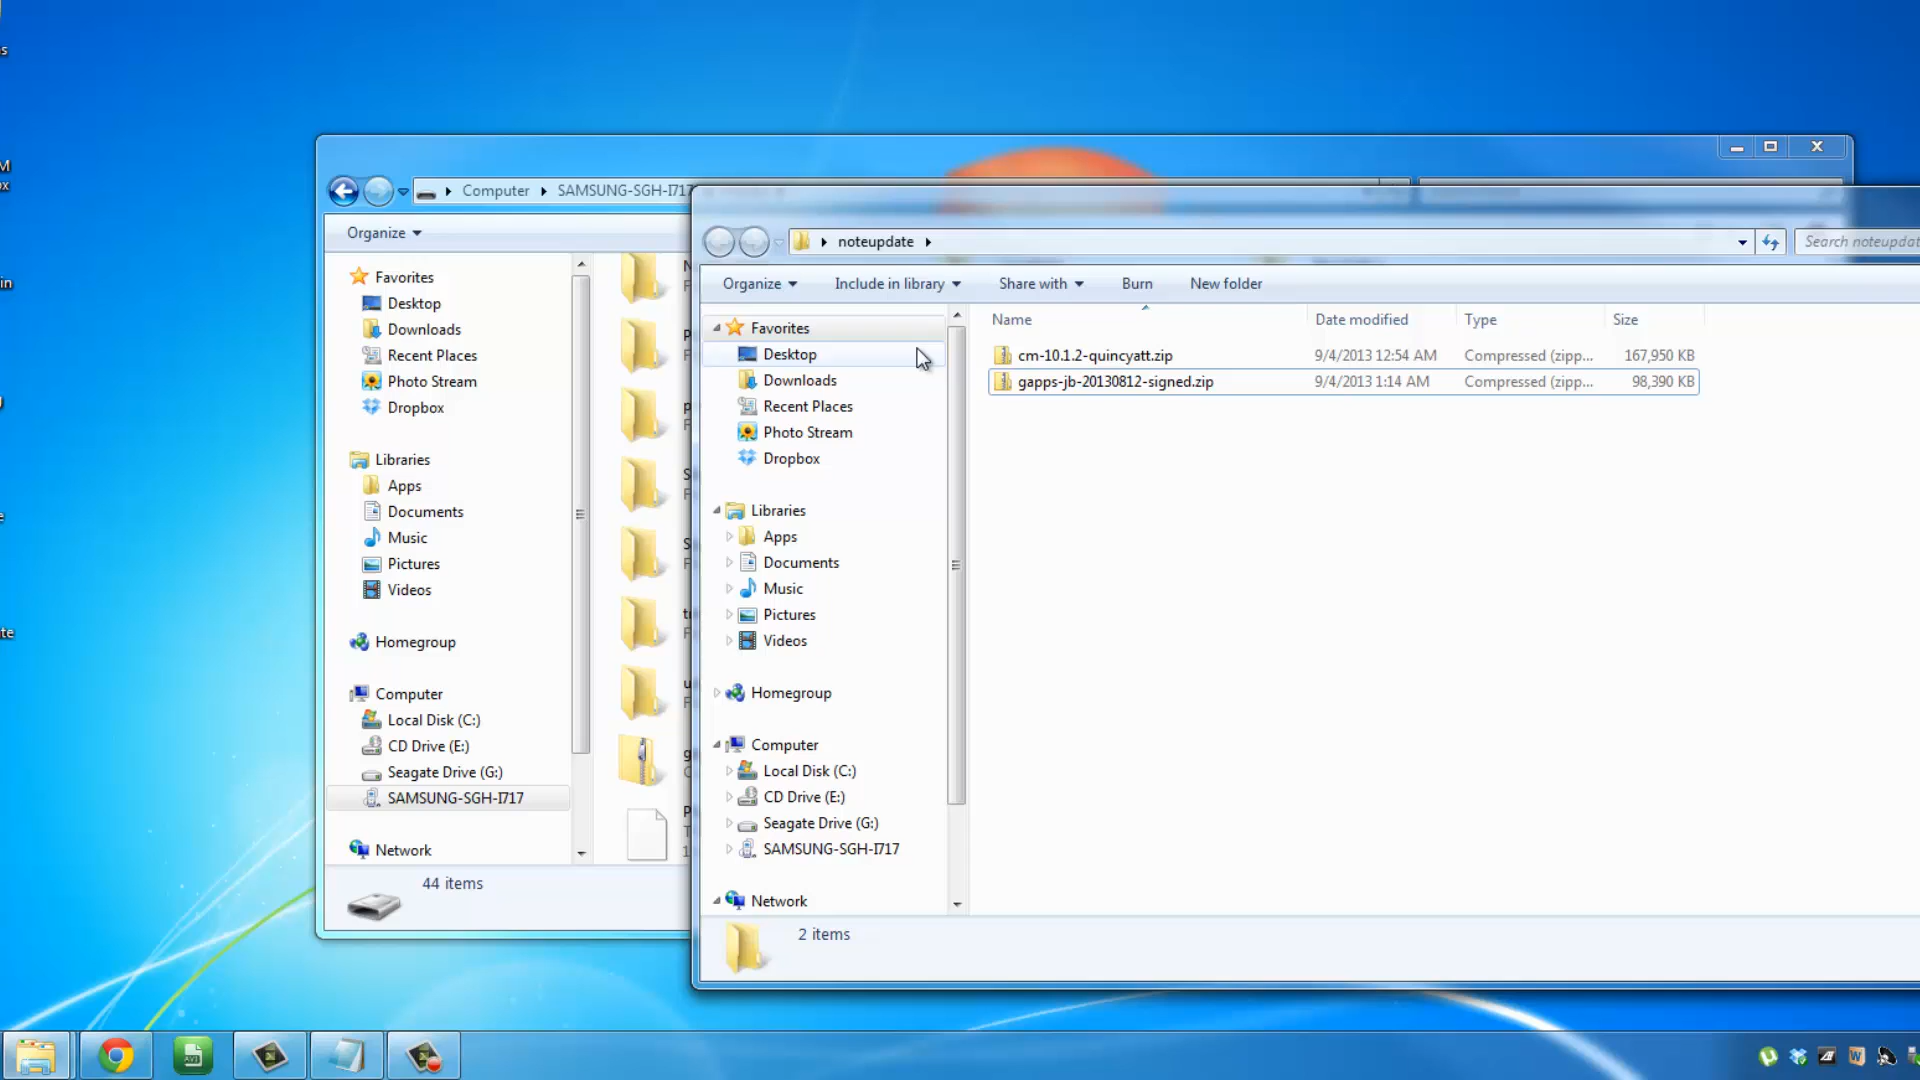 Computer
SAMSUNG-SGH-I717
Organize
Favorites
Desktop
Downloads
Recent Places
Photo Stream
Dropbox
Libraries
Apps
Documents
Music
Pictures
Videos
Homegroup
Computer
Local Disk (C:)
CD Drive (E:)
Seagate Drive (G:)
SAMSUNG-SGH-I717
Network
44 items
noteupdate
Search noteupdat
Organize
Include in library
Share with
Burn
New folder
Favorites
Desktop
Downloads
Recent Places
Photo Stream
Dropbox
Libraries
Apps
Documents
Music
Pictures
Videos
Homegroup
Computer
Local Disk (C:)
CD Drive (E:)
Seagate Drive (G:)
SAMSUNG-SGH-I717
Network
Name Date modified Type Size
cm-10.1.2-quincyatt.zip 9/4/2013 12:54 AM Compressed (zipp... 167,950 KB
gapps-jb-20130812-signed.zip 9/4/2013 1:14 AM Compressed (zipp... 98,390 KB
2 items